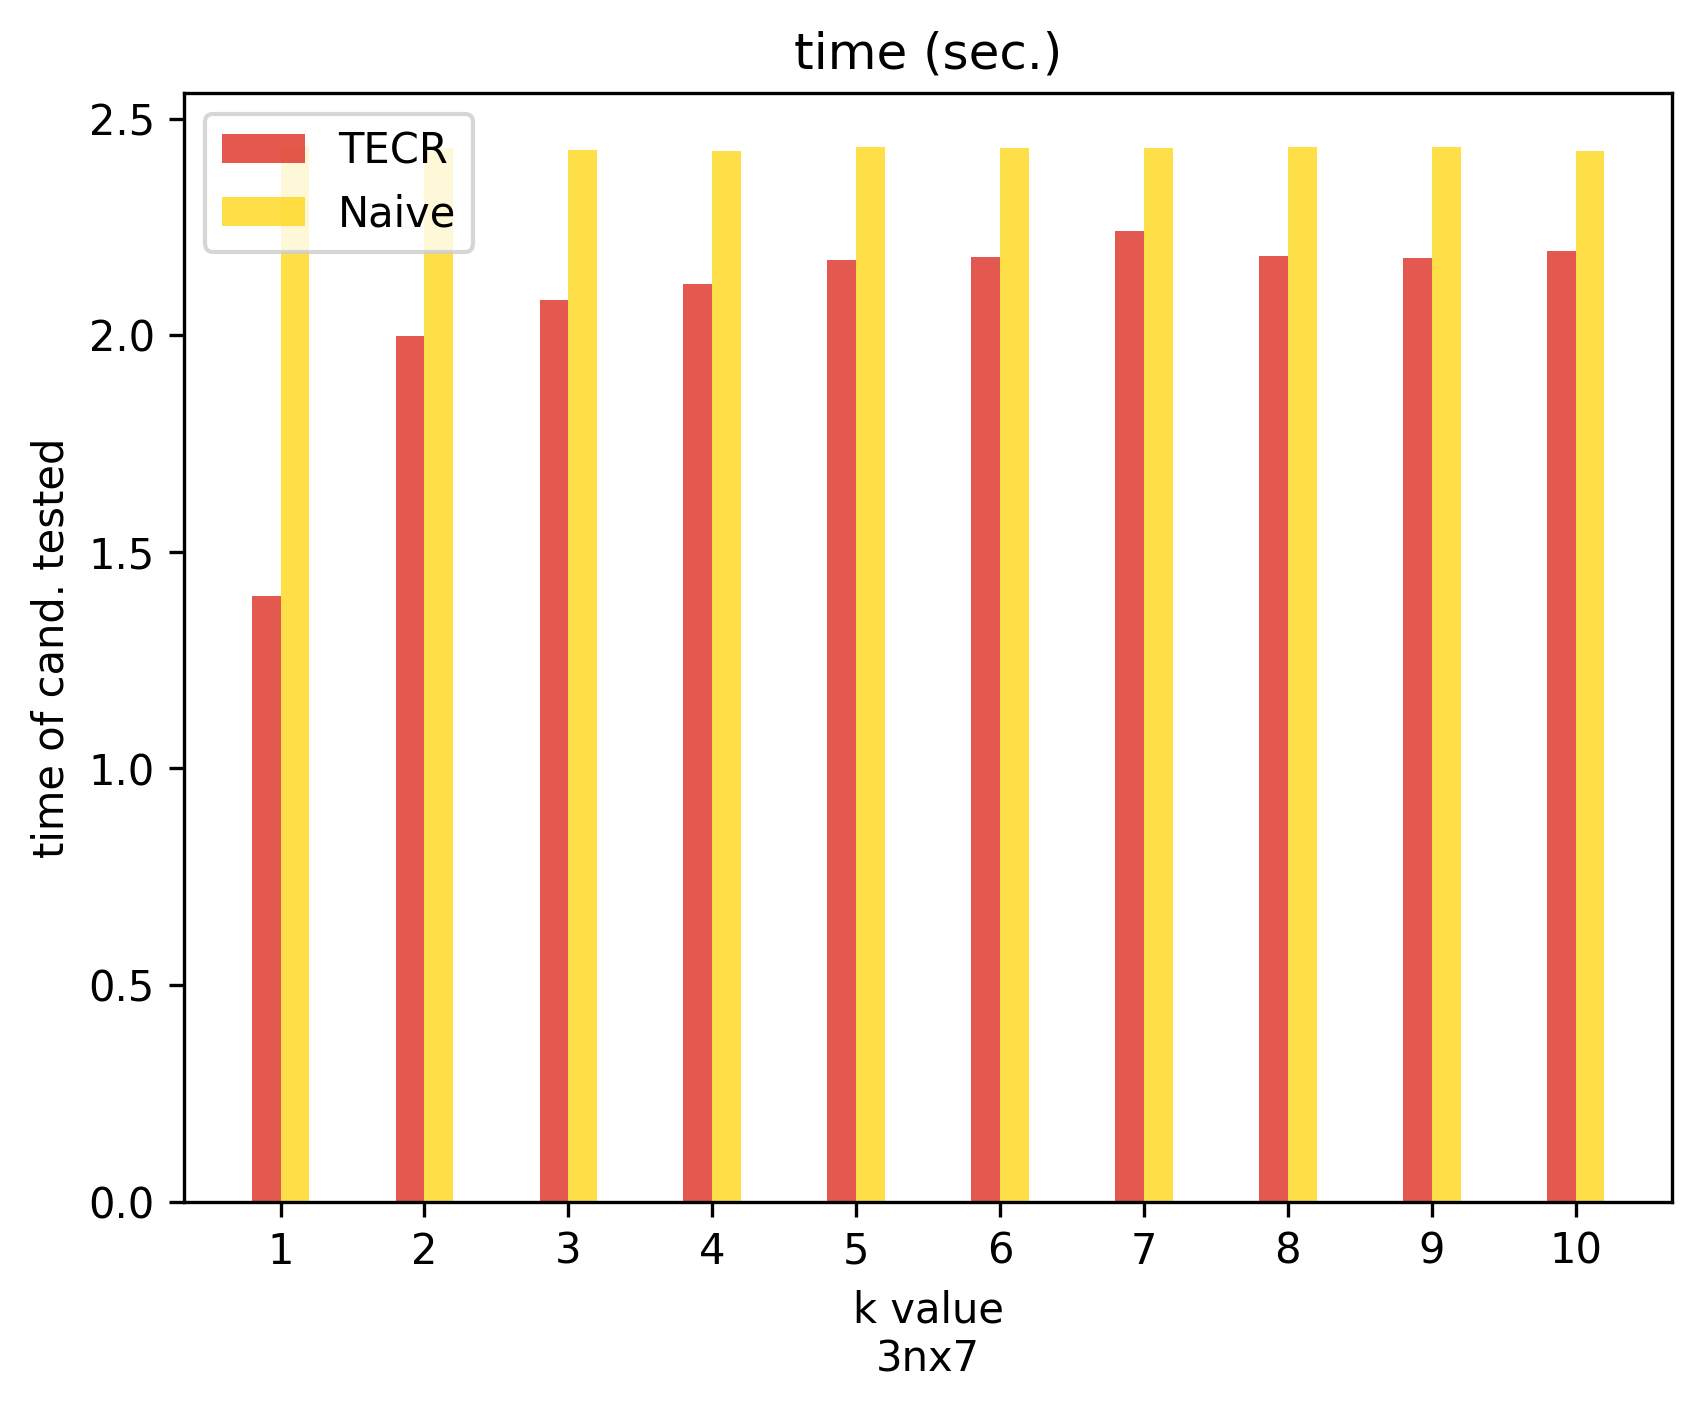 time (sec.)
TECR
Naive
2.5
2.0
1.5
1.0
0.5
0.0
time of cand. tested
1 2 3 4 5 6 7 8 9 10
k value
3nx7